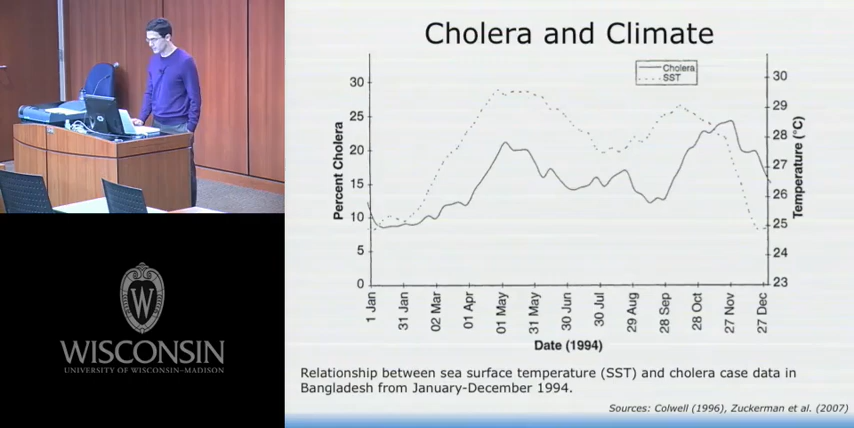 Cholera and Climate
Cholera
SST
Percent Cholera
30
25
20
15
10
5
0
30
29
28
27
26
25
24
23
Temperature (°C)
1 Jan
31 Jan
02 Mar
01 Apr
01 May
31 May
30 Jun
30 Jul
29 Aug
28 Sep
28 Oct
27 Nov
27 Dec
Date (1994)
Relationship between sea surface temperature (SST) and cholera case data in
Bangladesh from January-December 1994.
Sources: Colwell (1996), Zuckerman et al. (2007)
W
WISCONSIN
UNIVERSITY OF WISCONSIN–MADISON